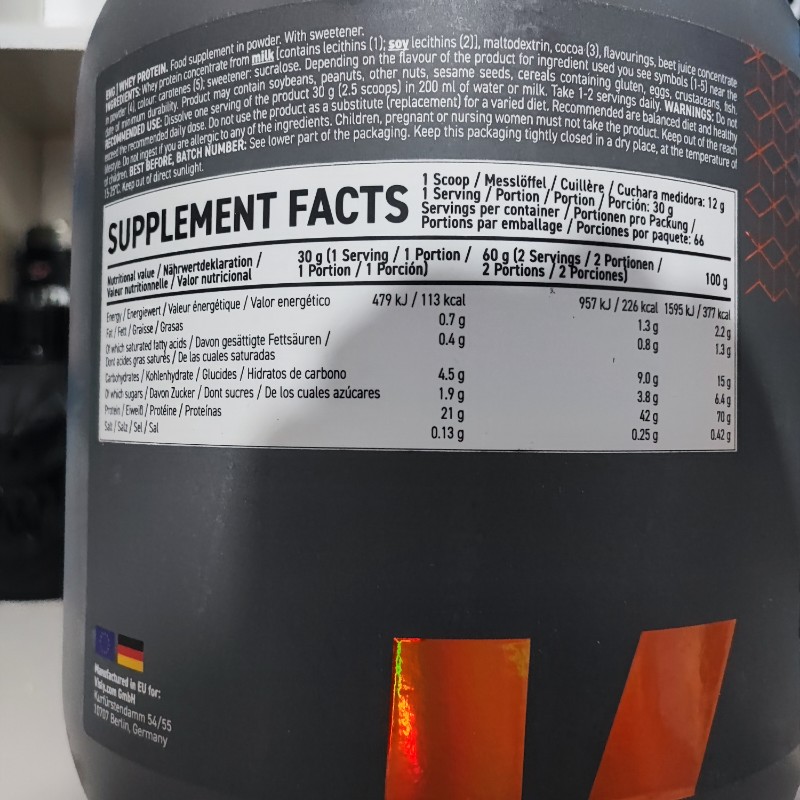 ENG | WHEY PROTEIN. Food supplement in powder. With sweetener.
INGREDIENTS: Whey protein concentrate from milk [contains lecithins (1); soy lecithins (2)], maltodextrin, cocoa (3), flavourings, beet juice concentrate
in powder (4), colour: carotenes (5); sweetener: sucralose. Depending on the flavour of the product for ingredient used you see symbols (1-5) near the
date of minimum durability. Product may contain soybeans, peanuts, other nuts, sesame seeds, cereals containing gluten, eggs, crustaceans, fish.
RECOMMENDED USE: Dissolve one serving of the product 30 g (2.5 scoops) in 200 ml of water or milk. Take 1-2 servings daily. WARNINGS: Do not
exceed the recommended daily dose. Do not use the product as a substitute (replacement) for a varied diet. Recommended are balanced diet and healthy
lifestyle. Do not ingest if you are allergic to any of the ingredients. Children, pregnant or nursing women must not take the product. Keep out of the reach
of children. BEST BEFORE, BATCH NUMBER: See lower part of the packaging. Keep this packaging tightly closed in a dry place, at the temperature of
15-25°C. Keep out of direct sunlight.
SUPPLEMENT FACTS
1 Scoop / Messlöffel / Cuillère / Cuchara medidora: 12 g
1 Serving / Portion / Portion / Porción: 30 g
Servings per container / Portionen pro Packung /
Portions par emballage / Porciones por paquete: 66
Nutritional value / Nährwertdeklaration /
Valeur nutritionnelle / Valor nutricional
30 g (1 Serving / 1 Portion /
1 Portion / 1 Porción)
60 g (2 Servings / 2 Portionen /
2 Portions / 2 Porciones)
100 g
Energy / Energiewert / Valeur énergétique / Valor energético 479 kJ / 113 kcal 957 kJ / 226 kcal 1595 kJ / 377 kcal
Fat / Fett / Graisse / Grasas 0.7 g 1.3 g 2.2 g
Of which saturated fatty acids / Davon gesättigte Fettsäuren / 0.4 g 0.8 g 1.3 g
Dont acides gras saturés / De las cuales saturadas
Carbohydrates / Kohlenhydrate / Glucides / Hidratos de carbono 4.5 g 9.0 g 15 g
Of which sugars / Davon Zucker / Dont sucres / De los cuales azúcares 1.9 g 3.8 g 6.4 g
Protein / Eiweiß / Protéine / Proteínas 21 g 42 g 70 g
Salt / Salz / Sel / Sal 0.13 g 0.25 g 0.42 g
Manufactured in EU for:
GmbH
Kurfürstendamm 54/55
10707 Berlin, Germany